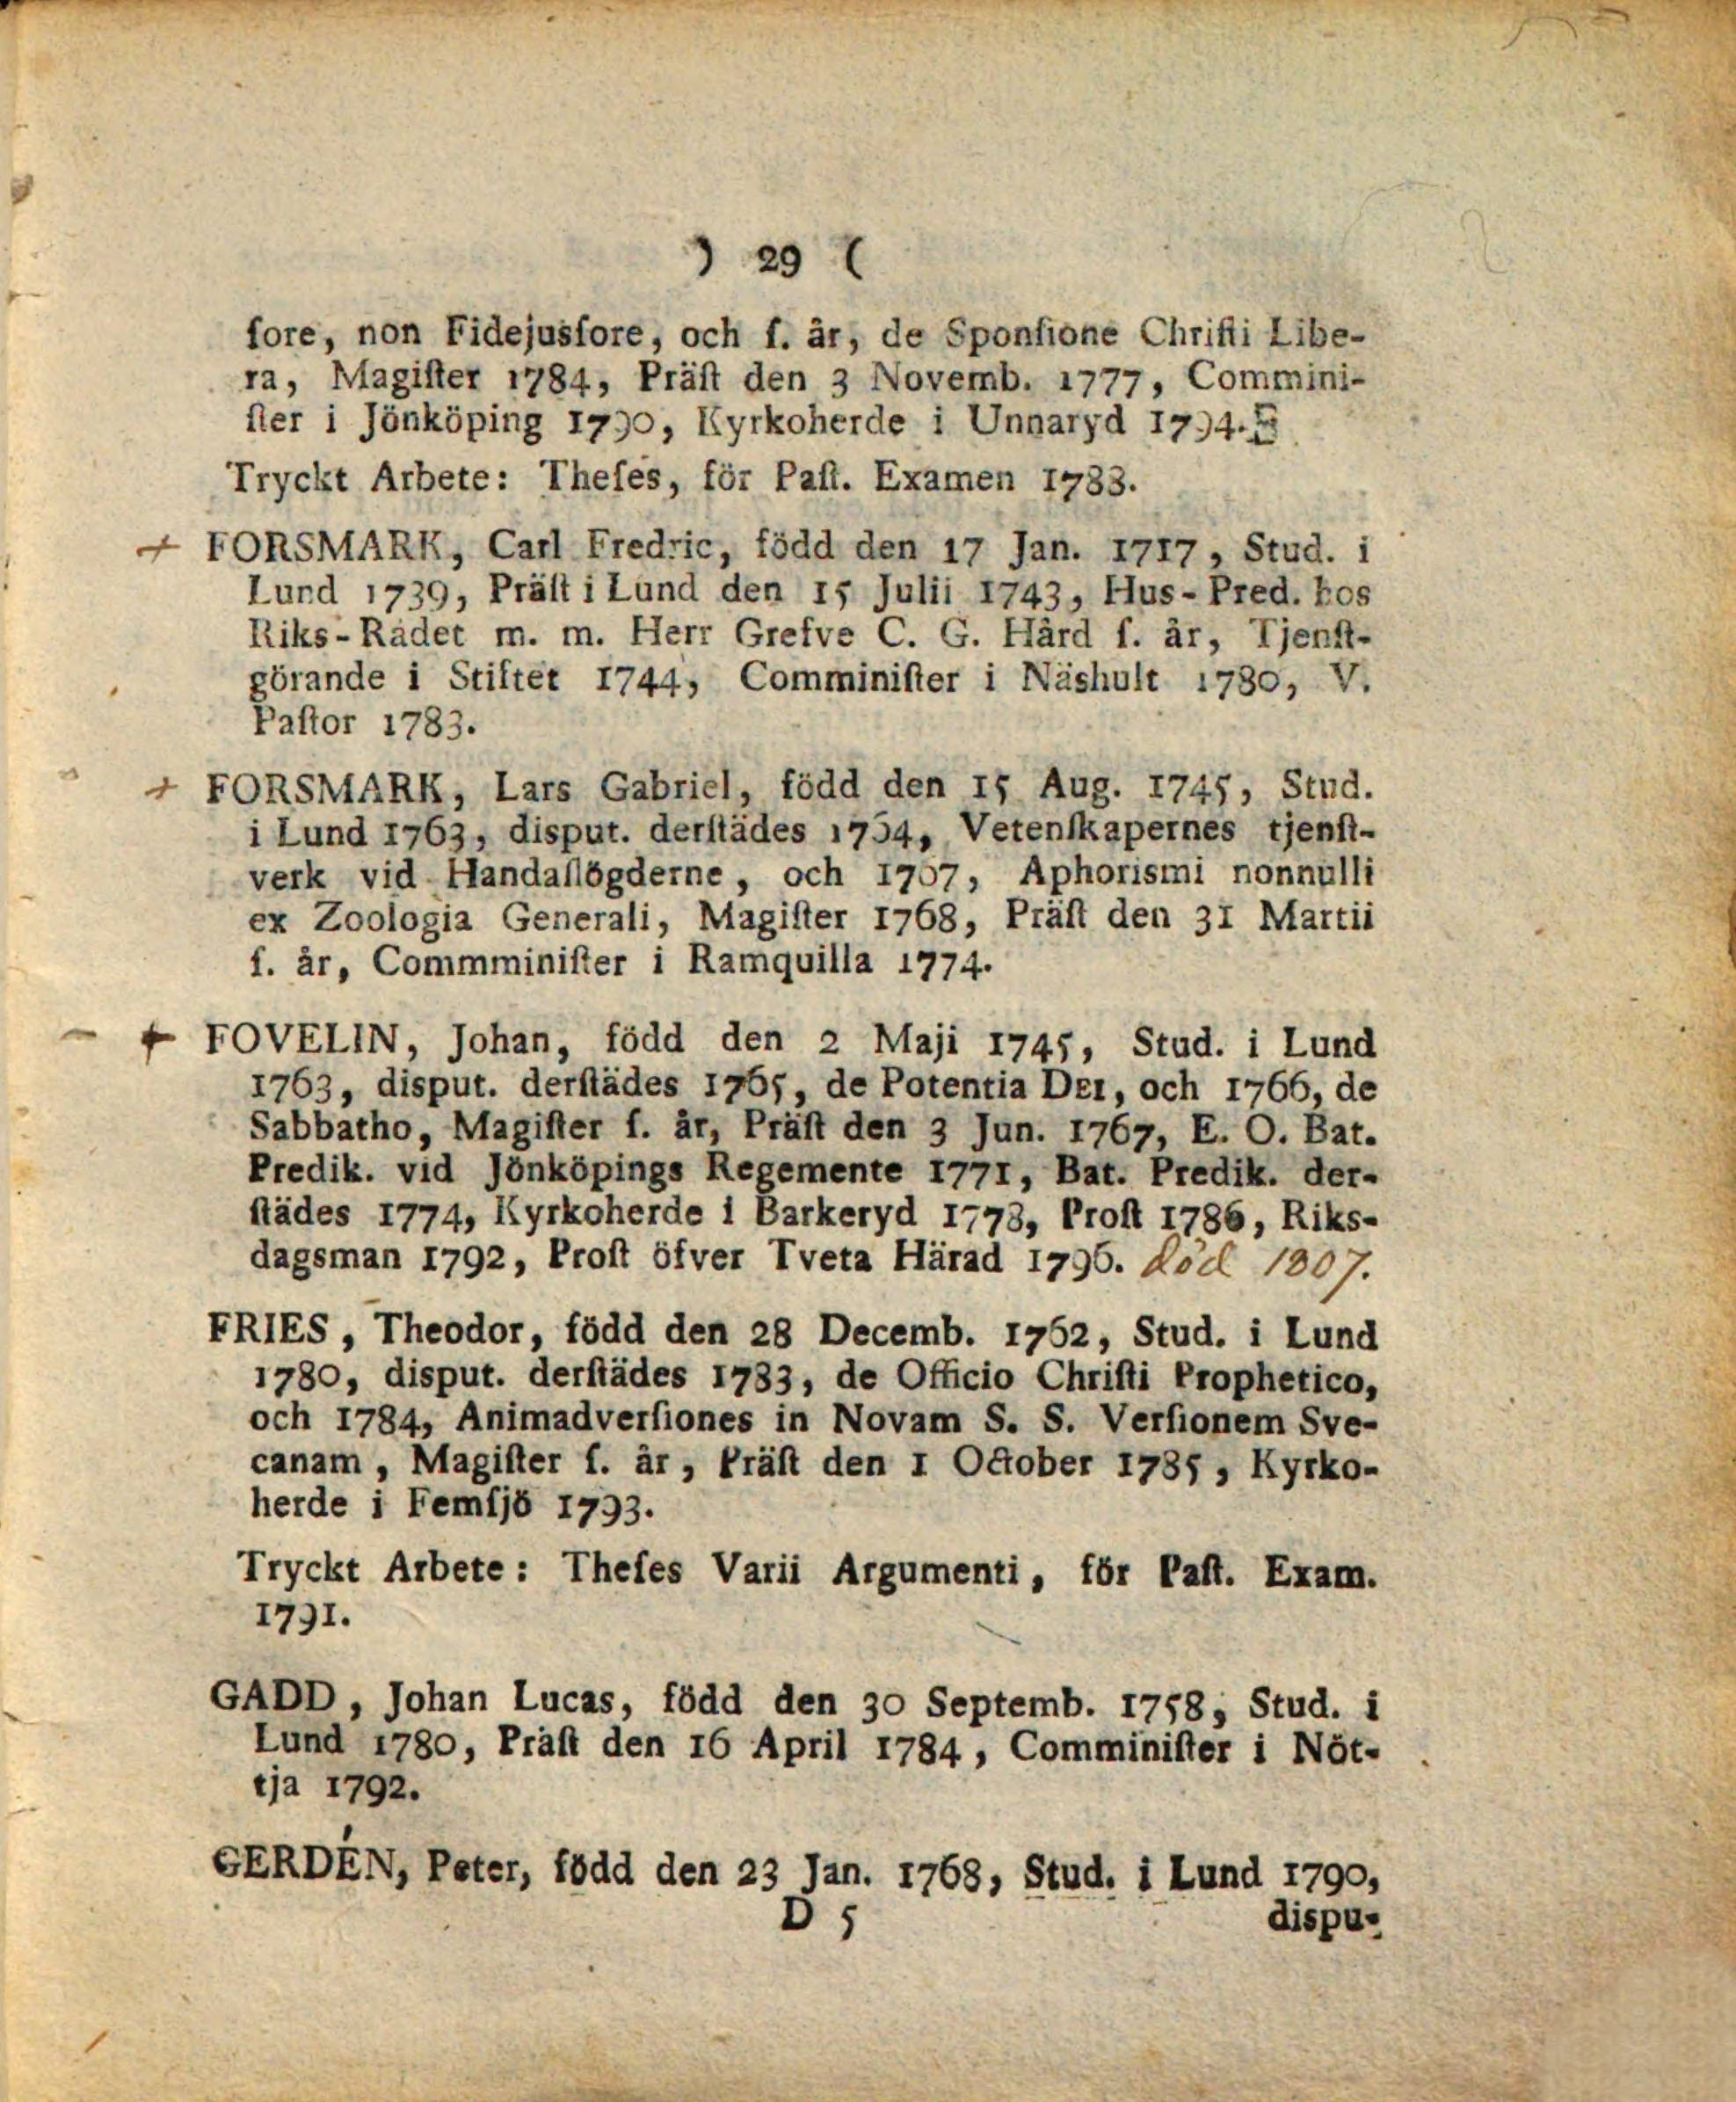 ) 29 (
ſore, non Fidejusſore, och ſ. år, de Sponſione Chriſti Libe-
ra, Magiſter 1784, Präſt den 3 Novemb. 1777, Commini-
ſter i Jönköping 1790, Kyrkoherde i Unnaryd 1794.
Tryckt Arbete: Theſes, för Paſt. Examen 1783.
+ FORSMARK, Carl Fredric, född den 17 Jan. 1717, Stud. i
Lund 1739, Präſt i Lund den 15 Julii 1743, Hus-Pred. hos
Riks-Rådet m. m. Herr Grefve C. G. Hård ſ. år, Tjenſt-
görande i Stiftet 1744, Comminiſter i Näshult 1780, V.
Paſtor 1783.
+ FORSMARK, Lars Gabriel, född den 15 Aug. 1745, Stud.
i Lund 1763, disput. derſtädes 1764, Vetenſkapernes tjenſt-
verk vid Handaſlögderne, och 1767, Aphorismi nonnulli
ex Zoologia Generali, Magiſter 1768, Präſt den 31 Martii
ſ. år, Commminiſter i Ramquilla 1774.
- + FOVELIN, Johan, född den 2 Maji 1745, Stud. i Lund
1763, disput. derſtädes 1765, de Potentia DEI, och 1766, de
Sabbatho, Magiſter ſ. år, Präſt den 3 Jun. 1767, E. O. Bat.
Predik. vid Jönköpings Regemente 1771, Bat. Predik. der-
ſtädes 1774, Kyrkoherde i Barkeryd 1778, Proſt 1786, Riks-
dagsman 1792, Proſt öfver Tveta Härad 1796. död 1807.
FRIES, Theodor, född den 28 Decemb. 1762, Stud. i Lund
1780, disput. derſtädes 1783, de Officio Chriſti Prophetico,
och 1784, Animadverſiones in Novam S. S. Verſionem Sve-
canam, Magiſter ſ. år, Präſt den 1 October 1785, Kyrko-
herde i Femſjö 1793.
Tryckt Arbete: Theſes Varii Argumenti, för Paſt. Exam.
1791.
GADD, Johan Lucas, född den 30 Septemb. 1758, Stud. i
Lund 1780, Präſt den 16 April 1784, Comminiſter i Nöt-
tja 1792.
GERDÉN, Peter, född den 23 Jan. 1768, Stud. i Lund 1790,
D 5 dispu-